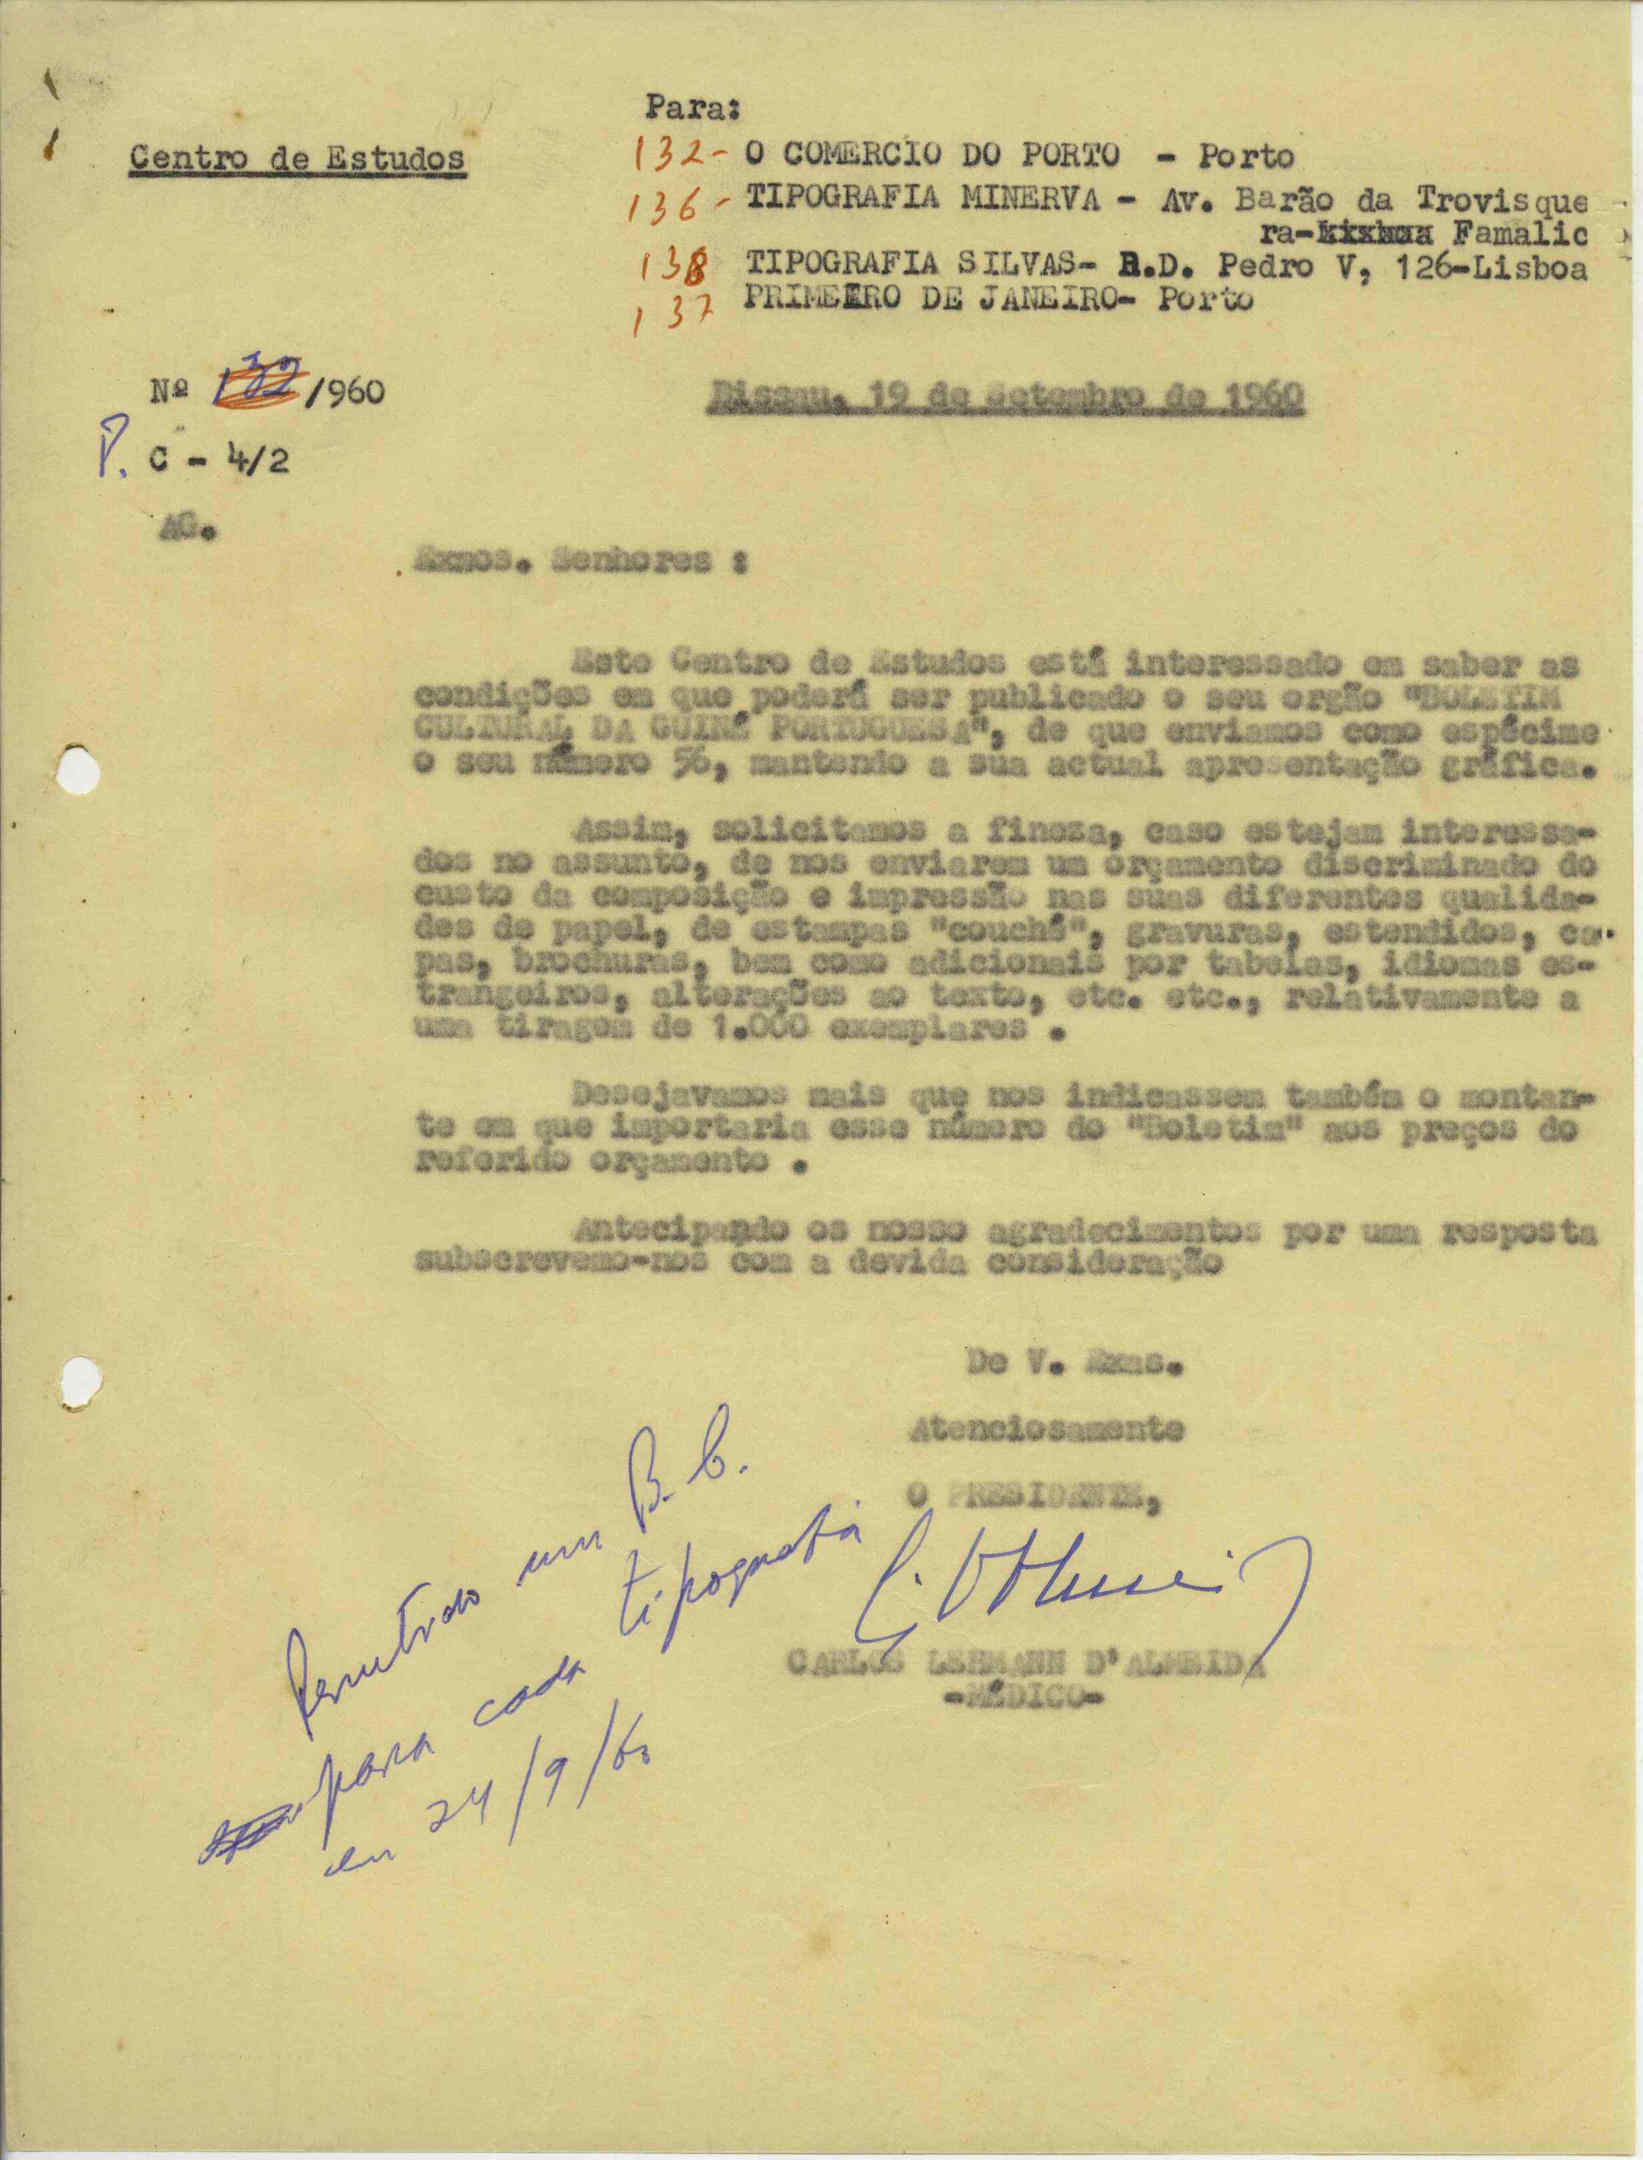 Para:
Centro de Estudos
132- O COMERCIO DO PORTO - Porto
136- TIPOGRAFIA MINERVA - Av. Barão da Trovisque
ra- Famalic
138 TIPOGRAFIA SILVAS- R.D. Pedro V, 126-Lisboa
137 PRIMEIRO DE JANEIRO- Porto
Nº 132/960
Bissau, 19 de Setembro de 1960
P. C - 4/2
AG.
Exmos. Senhores :
Este Centro de Estudos está interessado em saber as
condições em que poderá ser publicado o seu orgão "BOLETIM
CULTURAL DA GUINÉ PORTUGUESA", de que enviamos como espécime
o seu número 56, mantendo a sua actual apresentação gráfica.
Assim, solicitamos a fineza, caso estejam interessa-
dos no assunto, de nos enviarem um orçamento discriminado do
custo da composição e impressão nas suas diferentes qualida-
des de papel, de estampas "couché", gravuras, estendidos, ca-
pas, brochuras, bem como adicionais por tabelas, idiomas es-
trangeiros, alterações ao texto, etc. etc., relativamente a
uma tiragem de 1.000 exemplares .
Desejavamos mais que nos indicassem também o montan-
te em que importaria esse número do "Boletim" aos preços do
referido orçamento .
Antecipando os nosso agradecimentos por uma resposta
subscrevemo-nos com a devida consideração
De V. Exas.
Atenciosamente
O PRESIDENTE,
CARLOS LEHMANN D'ALMEIDA
-MÉDICO-
Remetido um B.C.
para cada tipografia
em 24/9/60